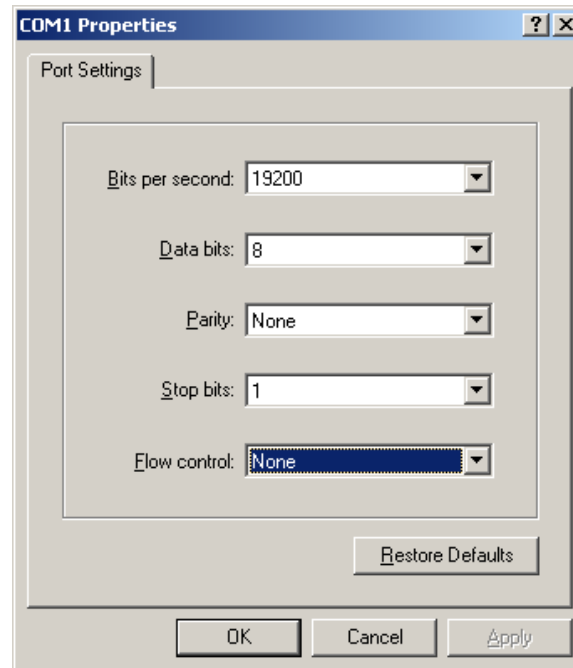 COM1 Properties
Port Settings
Bits per second: 19200
Data bits: 8
Parity: None
Stop bits: 1
Flow control: None
Restore Defaults
OK Cancel Apply